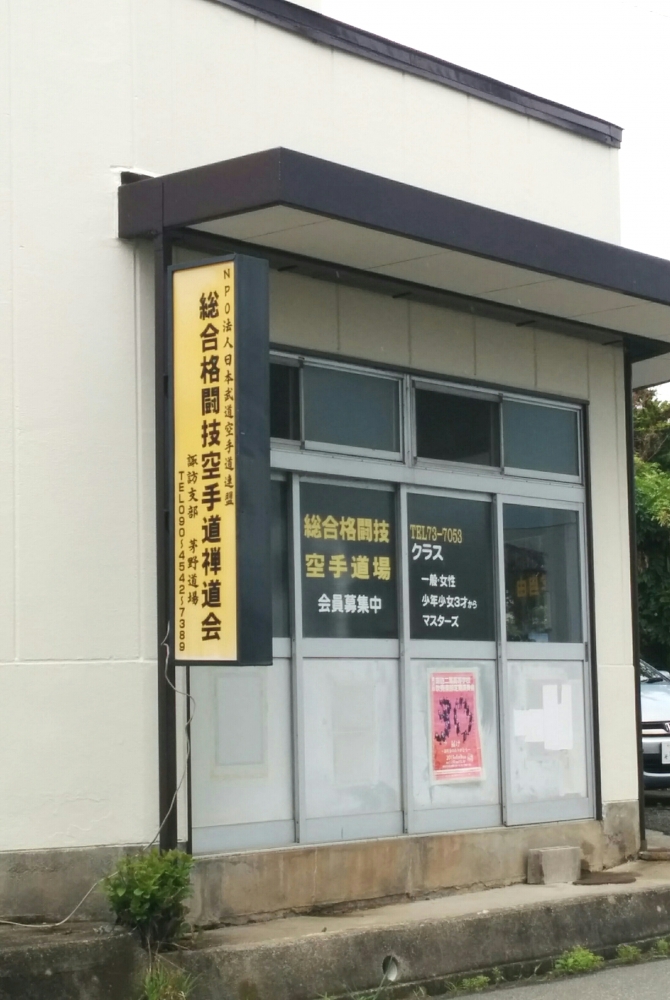 NPO法人日本武道空手道連盟
総合格闘技空手道禅道会
諏訪支部 茅野道場
TEL090~4542~7389
総合格闘技
空手道場
会員募集中
TEL73-7053
クラス
一般・女性
少年少女3才から
マスターズ
30